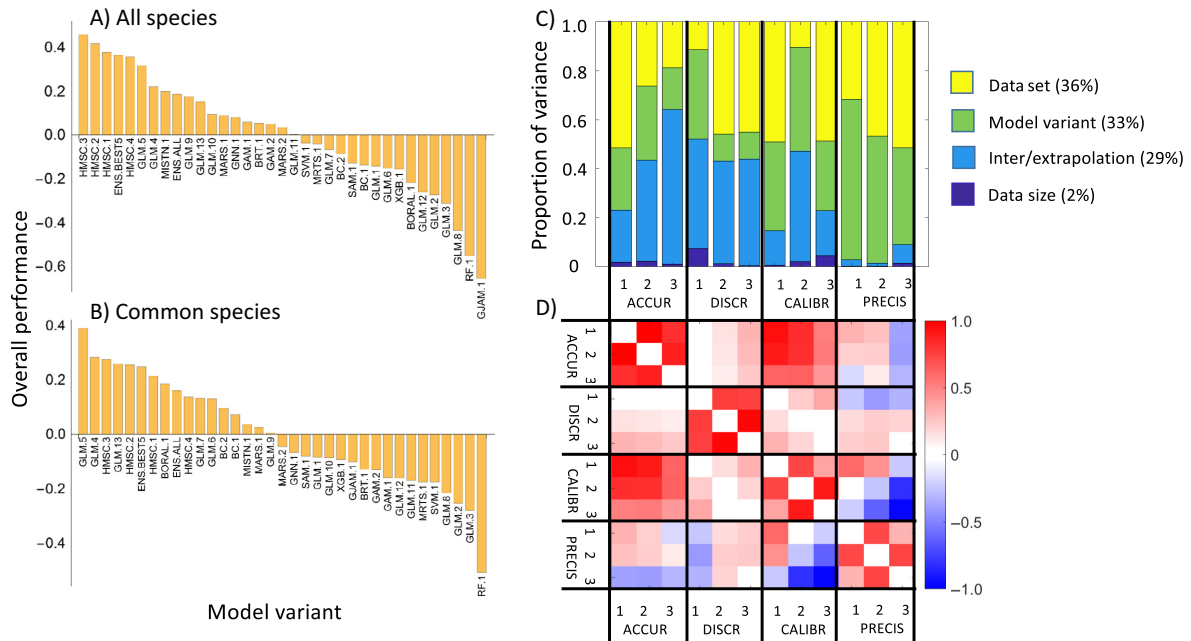 A) All species
0.4
0.2
0.0
−0.2
−0.4
−0.6
HMSC.3
HMSC.2
HMSC.1
ENS.BEST5
HMSC.4
GLM.5
GLM.4
MISTN.1
ENS.ALL
GLM.9
GLM.13
GLM.10
MARS.1
GNN.1
GAM.1
BRT.1
GAM.2
MARS.2
GLM.11
SVM.1
MRTS.1
GLM.7
BC.2
SAM.1
BC.1
GLM.1
GLM.6
XGB.1
BORAL.1
GLM.12
GLM.2
GLM.3
GLM.8
RF.1
GJAM.1
Overall performance
B) Common species
0.4
0.2
0.0
−0.2
−0.4
GLM.5
GLM.4
HMSC.3
GLM.13
HMSC.2
ENS.BEST5
HMSC.1
BORAL.1
ENS.ALL
HMSC.4
GLM.7
GLM.6
BC.2
BC.1
MISTN.1
MARS.1
GLM.9
MARS.2
GNN.1
SAM.1
GLM.1
GLM.10
XGB.1
GJAM.1
BRT.1
GAM.2
GAM.1
GLM.12
GLM.11
MRTS.1
SVM.1
GLM.8
GLM.2
GLM.3
RF.1
Model variant
C)
Proportion of variance
1.0
0.8
0.6
0.4
0.2
0
1 2 3 1 2 3 1 2 3 1 2 3
ACCUR DISCR CALIBR PRECIS
Data set (36%)
Model variant (33%)
Inter/extrapolation (29%)
Data size (2%)
D)
1 2 3
ACCUR
1 2 3
DISCR
1 2 3
CALIBR
1 2 3
PRECIS
1 2 3 1 2 3 1 2 3 1 2 3
ACCUR DISCR CALIBR PRECIS
1.0
0.5
0
−0.5
−1.0